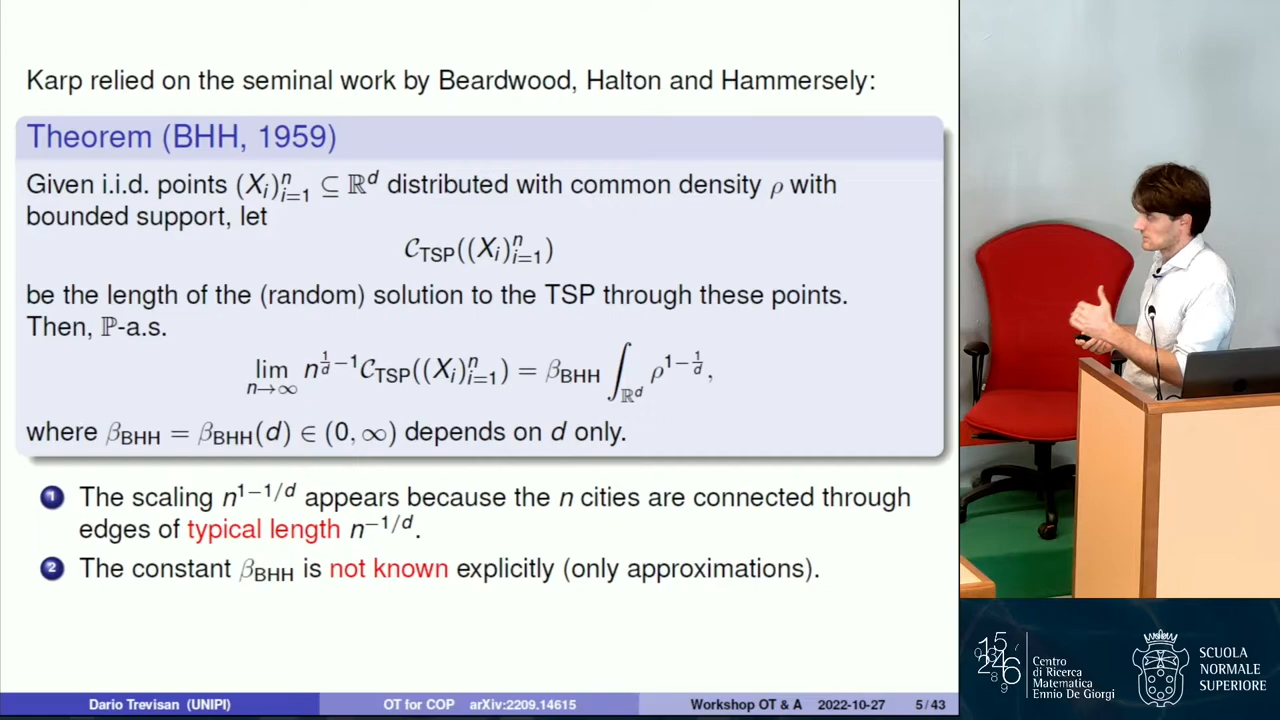 Karp relied on the seminal work by Beardwood, Halton and Hammersely:
Theorem (BHH, 1959)
Given i.i.d. points (X_i)_{i=1}^n ⊆ ℝ^d distributed with common density ρ with
bounded support, let
𝒞_TSP((X_i)_{i=1}^n)
be the length of the (random) solution to the TSP through these points.
Then, ℙ-a.s.
lim_{n→∞} n^{1/d−1} 𝒞_TSP((X_i)_{i=1}^n) = β_BHH ∫_{ℝ^d} ρ^{1−1/d},
where β_BHH = β_BHH(d) ∈ (0, ∞) depends on d only.
1 The scaling n^{1−1/d} appears because the n cities are connected through
edges of typical length n^{−1/d}.
2 The constant β_BHH is not known explicitly (only approximations).
Dario Trevisan (UNIPI) OT for COP arXiv:2209.14615 Workshop OT & A 2022-10-27 5 / 43
Centro
di Ricerca
Matematica
Ennio De Giorgi
SCUOLA
NORMALE
SUPERIORE